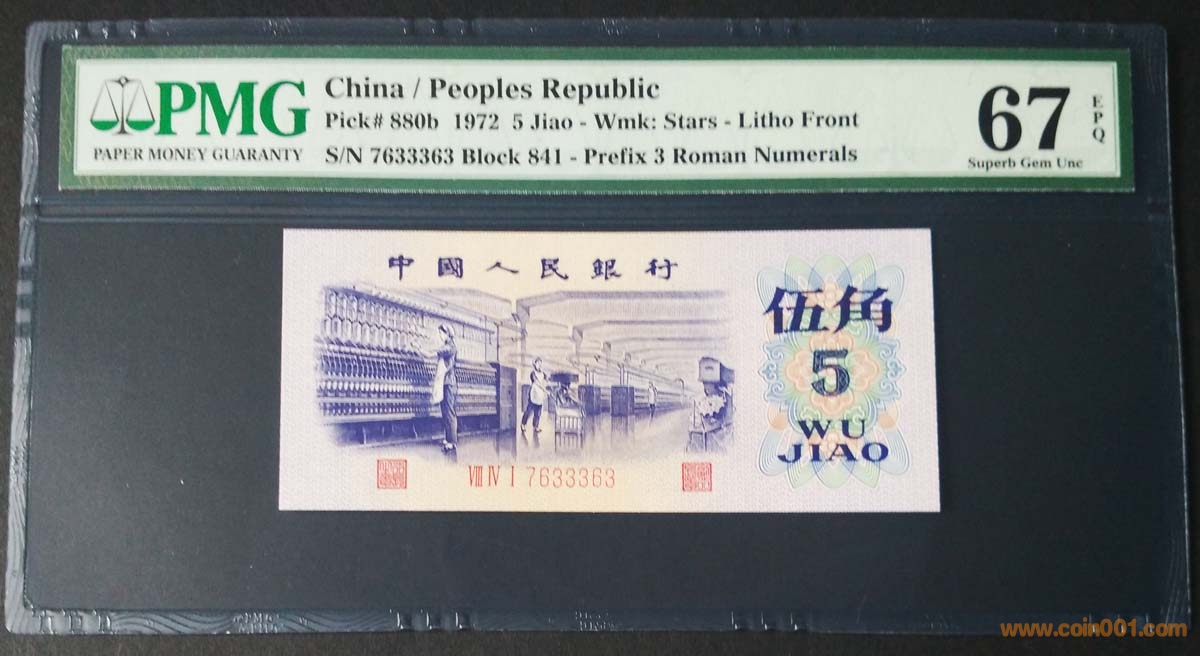 PMG
PAPER MONEY GUARANTY
China / Peoples Republic
Pick# 880b 1972 5 Jiao - Wmk: Stars - Litho Front
S/N 7633363 Block 841 - Prefix 3 Roman Numerals
67
EPQ
Superb Gem Unc
中國人民銀行
伍角
5
WU
JIAO
VIII IV I 7633363
www.coin001.com